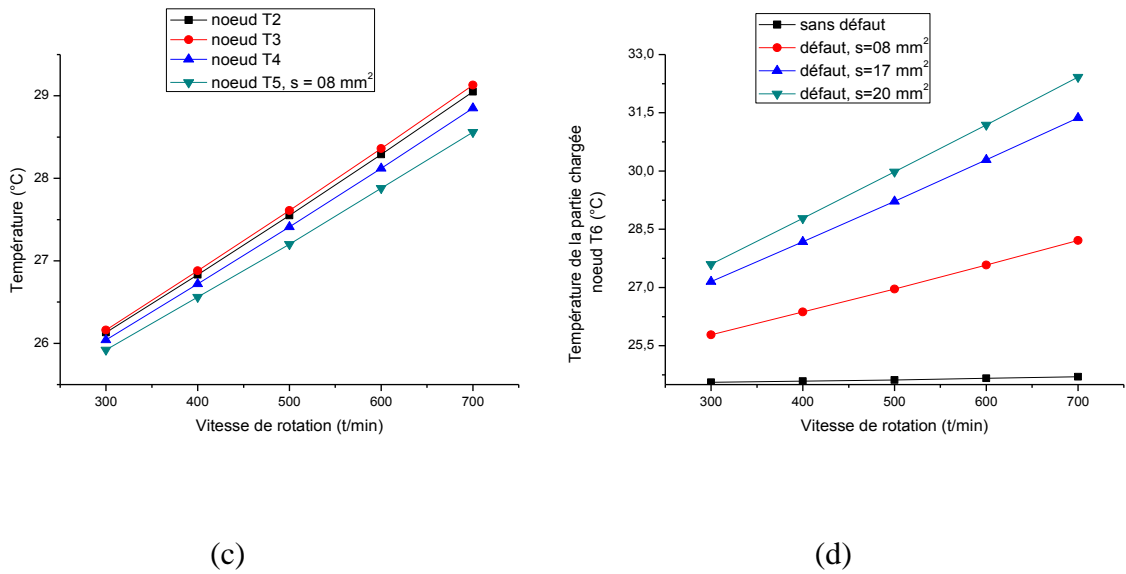 noeud T2
noeud T3
noeud T4
noeud T5, s = 08 mm²
29
28
27
26
Température (°C)
300
400
500
600
700
Vitesse de rotation (t/min)
(c)
sans défaut
défaut, s=08 mm²
défaut, s=17 mm²
défaut, s=20 mm²
33,0
31,5
30,0
28,5
27,0
25,5
Température de la partie chargée
noeud T6 (°C)
300
400
500
600
700
Vitesse de rotation (t/min)
(d)